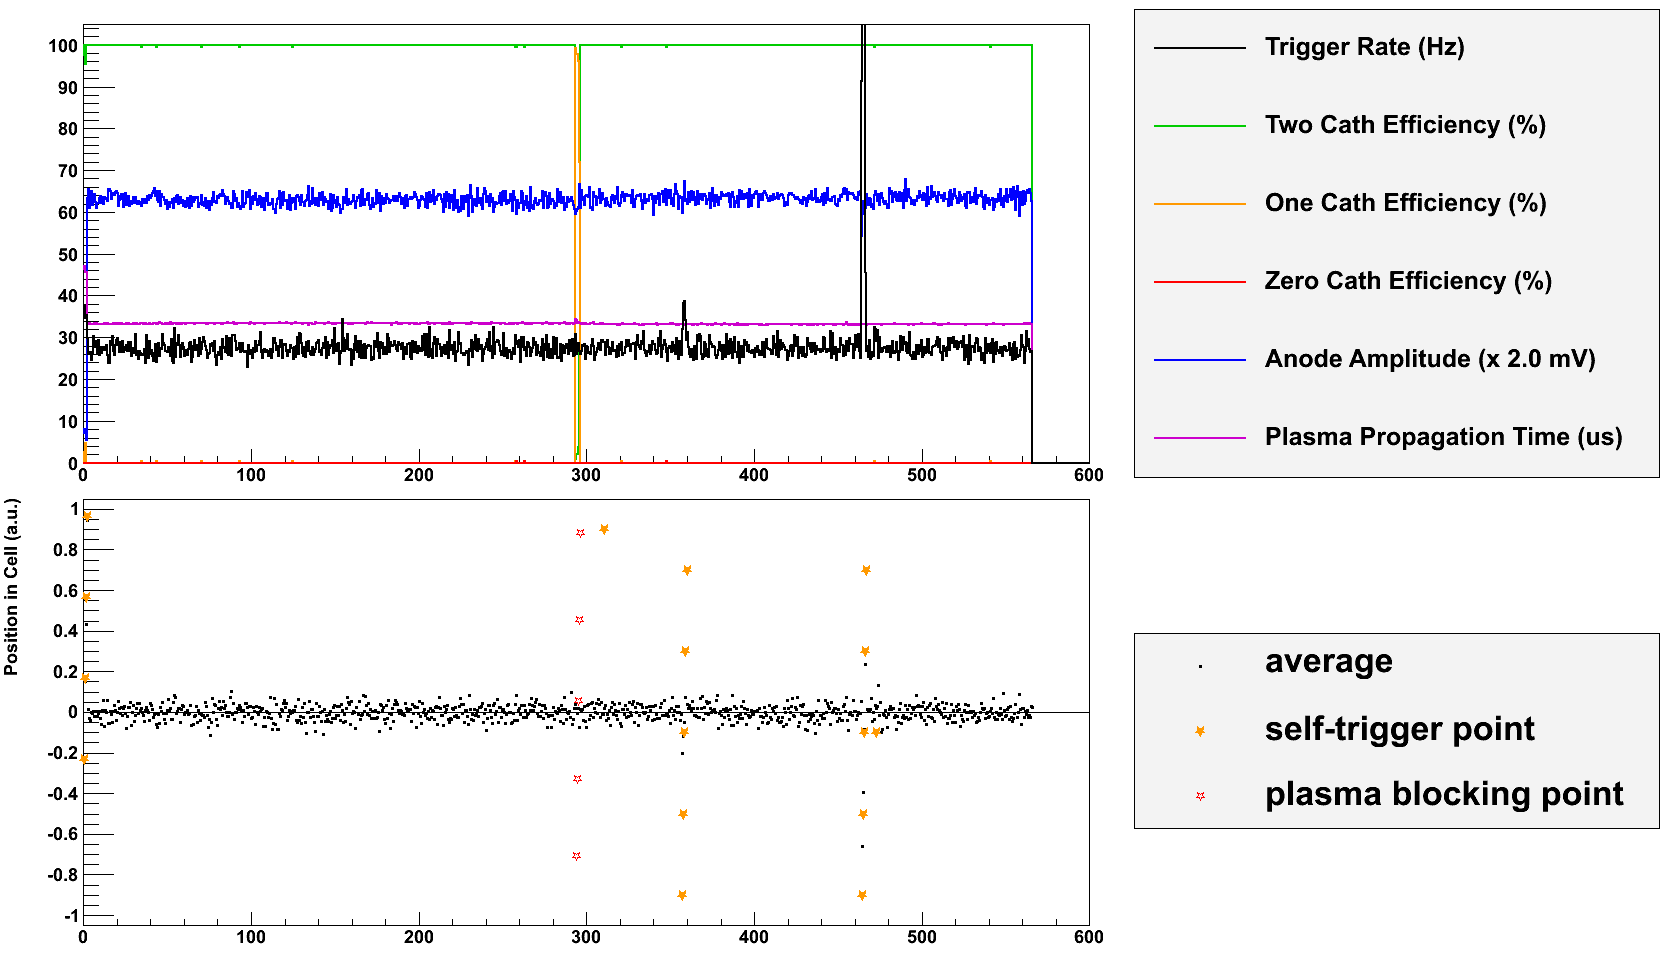 100
90
80
70
60
50
40
30
20
10
0
0 100 200 300 400 500 600
Trigger Rate (Hz)
Two Cath Efficiency (%)
One Cath Efficiency (%)
Zero Cath Efficiency (%)
Anode Amplitude (x 2.0 mV)
Plasma Propagation Time (us)
Position in Cell (a.u.)
1
0.8
0.6
0.4
0.2
0
-0.2
-0.4
-0.6
-0.8
-1
0 100 200 300 400 500 600
average
self-trigger point
plasma blocking point